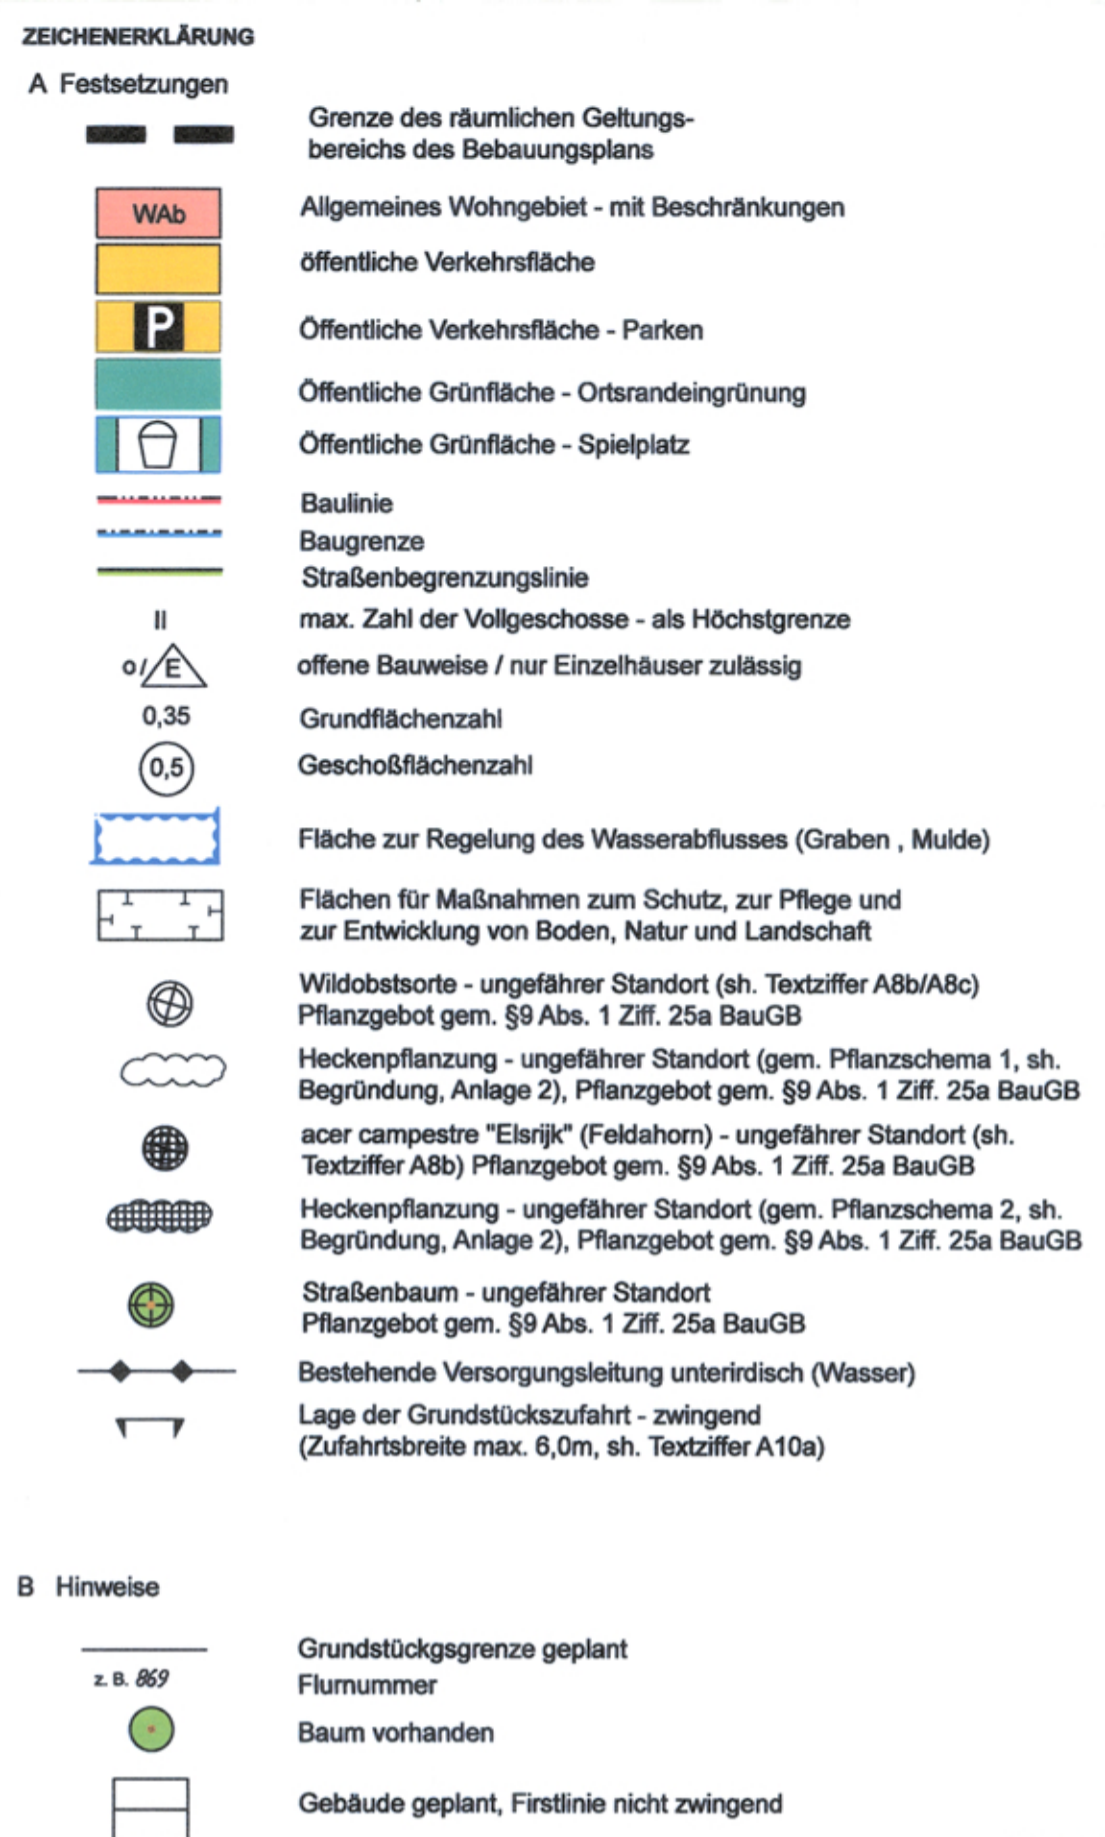 ZEICHENERKLÄRUNG
A Festsetzungen
Grenze des räumlichen Geltungs-
bereichs des Bebauungsplans
WAb Allgemeines Wohngebiet - mit Beschränkungen
öffentliche Verkehrsfläche
P Öffentliche Verkehrsfläche - Parken
Öffentliche Grünfläche - Ortsrandeingrünung
Öffentliche Grünfläche - Spielplatz
Baulinie
Baugrenze
Straßenbegrenzungslinie
II max. Zahl der Vollgeschosse - als Höchstgrenze
o/E offene Bauweise / nur Einzelhäuser zulässig
0,35 Grundflächenzahl
0,5 Geschoßflächenzahl
Fläche zur Regelung des Wasserabflusses (Graben , Mulde)
Flächen für Maßnahmen zum Schutz, zur Pflege und
zur Entwicklung von Boden, Natur und Landschaft
Wildobstsorte - ungefährer Standort (sh. Textziffer A8b/A8c)
Pflanzgebot gem. §9 Abs. 1 Ziff. 25a BauGB
Heckenpflanzung - ungefährer Standort (gem. Pflanzschema 1, sh.
Begründung, Anlage 2), Pflanzgebot gem. §9 Abs. 1 Ziff. 25a BauGB
acer campestre "Elsrijk" (Feldahorn) - ungefährer Standort (sh.
Textziffer A8b) Pflanzgebot gem. §9 Abs. 1 Ziff. 25a BauGB
Heckenpflanzung - ungefährer Standort (gem. Pflanzschema 2, sh.
Begründung, Anlage 2), Pflanzgebot gem. §9 Abs. 1 Ziff. 25a BauGB
Straßenbaum - ungefährer Standort
Pflanzgebot gem. §9 Abs. 1 Ziff. 25a BauGB
Bestehende Versorgungsleitung unterirdisch (Wasser)
Lage der Grundstückszufahrt - zwingend
(Zufahrtsbreite max. 6,0m, sh. Textziffer A10a)
B Hinweise
Grundstückgsgrenze geplant
z. B. 869 Flurnummer
Baum vorhanden
Gebäude geplant, Firstlinie nicht zwingend